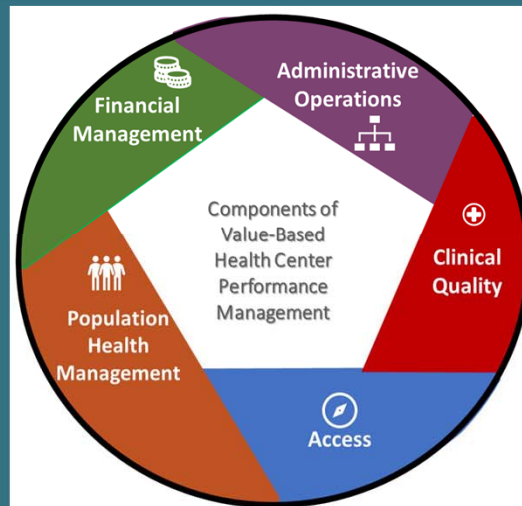 Administrative
Operations
Financial
Management
Components of
Value-Based
Health Center
Performance
Management
Clinical
Quality
Population
Health
Management
Access